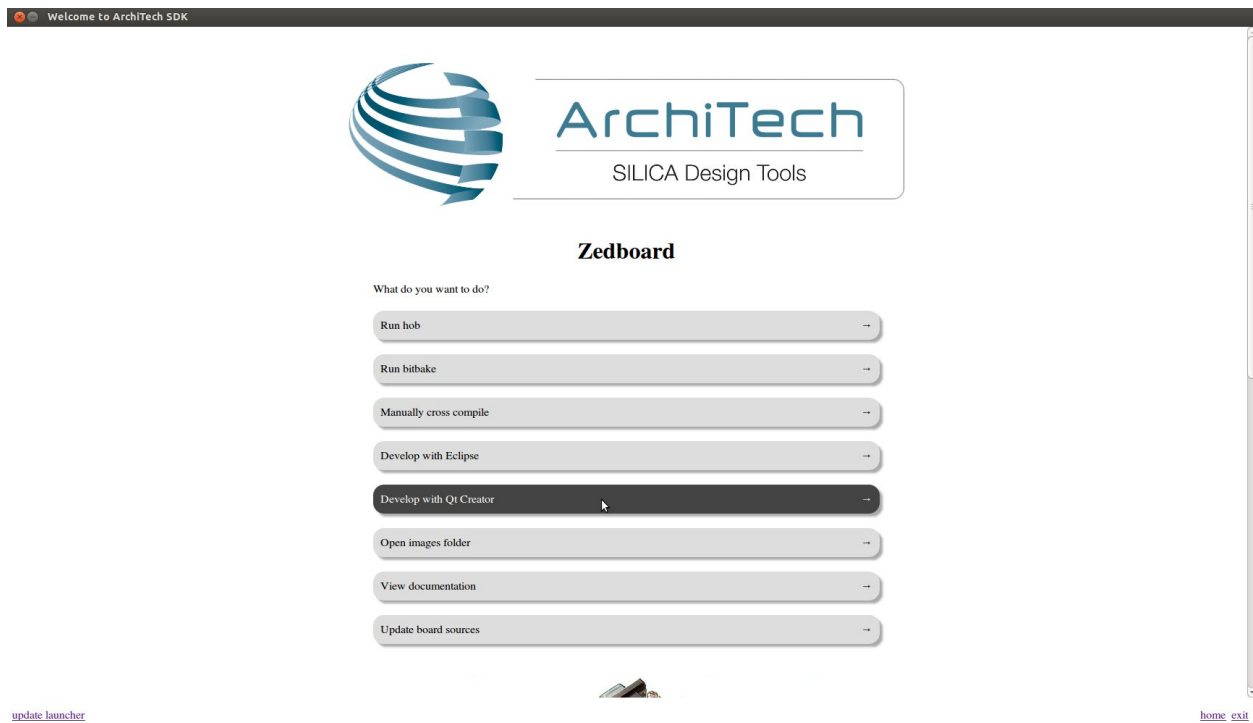 Welcome to ArchiTech SDK
ArchiTech
SILICA Design Tools
Zedboard
What do you want to do?
Run hob →
Run bitbake →
Manually cross compile →
Develop with Eclipse →
Develop with Qt Creator →
Open images folder →
View documentation →
Update board sources →
update launcher home exit